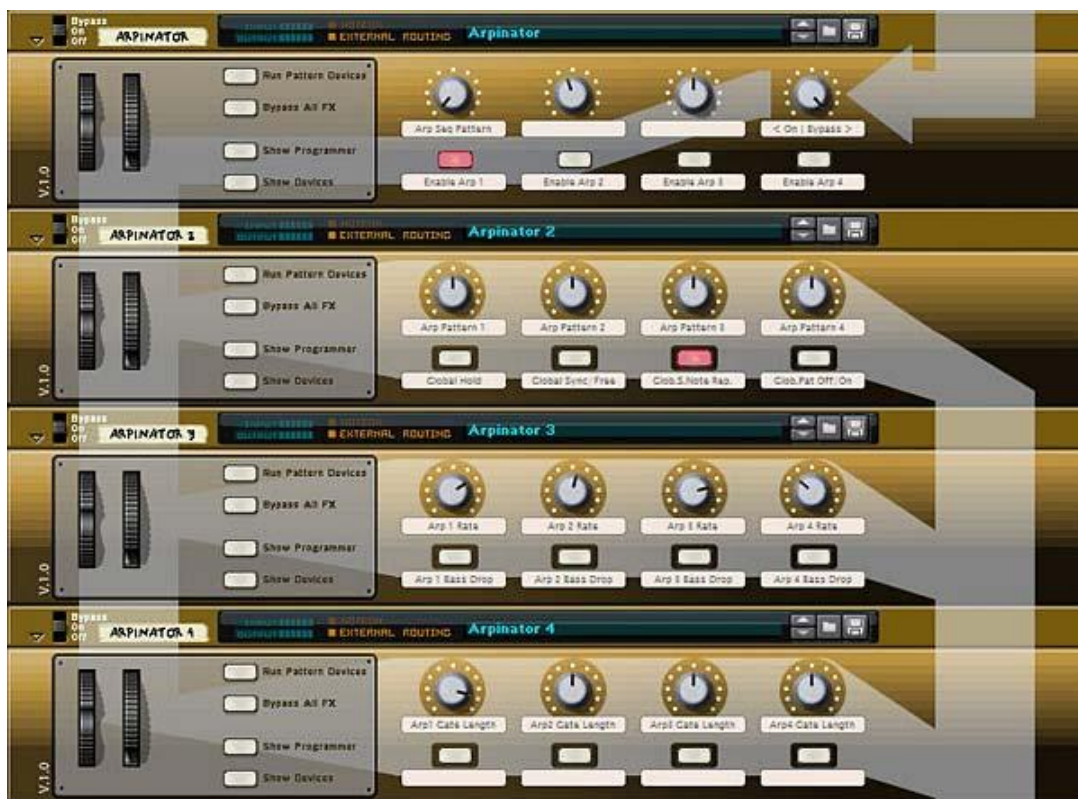 Bypass
On
Off
ARPINATOR
EXTERNAL ROUTING
Arpinator
Run Pattern Devices
Bypass All FX
Show Programmer
Show Devices
Arp Seq Pattern
< On | Bypass >
Enable Arp 1
Enable Arp 2
Enable Arp 3
Enable Arp 4
V.1.0
Bypass
On
Off
ARPINATOR 2
EXTERNAL ROUTING
Arpinator 2
Run Pattern Devices
Bypass All FX
Show Programmer
Show Devices
Arp Pattern 1
Arp Pattern 2
Arp Pattern 3
Arp Pattern 4
Global Hold
Global Sync/Free
Glob.S.Note Rep.
Glob.Pat Off/On
V.1.0
Bypass
On
Off
ARPINATOR 3
EXTERNAL ROUTING
Arpinator 3
Run Pattern Devices
Bypass All FX
Show Programmer
Show Devices
Arp 1 Rate
Arp 2 Rate
Arp 3 Rate
Arp 4 Rate
Arp 1 Bass Drop
Arp 2 Bass Drop
Arp 3 Bass Drop
Arp 4 Bass Drop
V.1.0
Bypass
On
Off
ARPINATOR 4
EXTERNAL ROUTING
Arpinator 4
Run Pattern Devices
Bypass All FX
Show Programmer
Show Devices
Arp1 Gate Length
Arp2 Gate Length
Arp3 Gate Length
Arp4 Gate Length
V.1.0